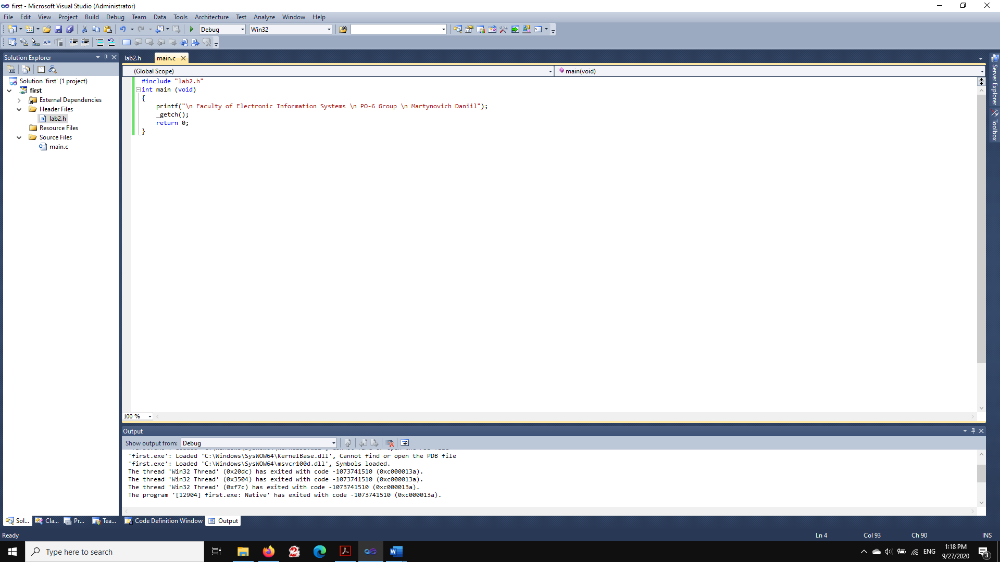 first - Microsoft Visual Studio (Administrator)
File Edit View Project Build Debug Team Data Tools Architecture Test Analyze Window Help
Debug Win32
Solution Explorer
Solution 'first' (1 project)
first
External Dependencies
Header Files
lab2.h
Resource Files
Source Files
main.c
lab2.h main.c
(Global Scope) main(void)
#include "lab2.h"
int main (void)
{
printf("\n Faculty of Electronic Information Systems \n PO-6 Group \n Martynovich Daniil");
_getch();
return 0;
}
100 %
Server Explorer
Toolbox
Output
Show output from: Debug
'first.exe': Loaded 'C:\Windows\SysWOW64\KernelBase.dll', Cannot find or open the PDB file
'first.exe': Loaded 'C:\Windows\SysWOW64\msvcr100d.dll', Symbols loaded.
The thread 'Win32 Thread' (0x20dc) has exited with code -1073741510 (0xc000013a).
The thread 'Win32 Thread' (0x3504) has exited with code -1073741510 (0xc000013a).
The thread 'Win32 Thread' (0xf7c) has exited with code -1073741510 (0xc000013a).
The program '[12904] first.exe: Native' has exited with code -1073741510 (0xc000013a).
Sol... Cla... Pr... Tea... Code Definition Window Output
Ready Ln 4 Col 93 Ch 90 INS
Type here to search
ENG
1:18 PM
9/27/2020
3